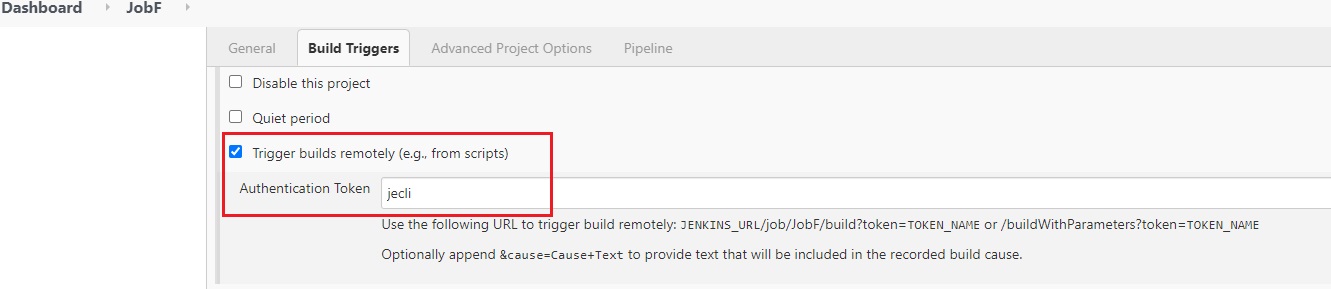 Dashboard JobF
General Build Triggers Advanced Project Options Pipeline
Disable this project
Quiet period
Trigger builds remotely (e.g., from scripts)
Authentication Token jecli
Use the following URL to trigger build remotely: JENKINS_URL/job/JobF/build?token=TOKEN_NAME or /buildWithParameters?token=TOKEN_NAME
Optionally append &cause=Cause+Text to provide text that will be included in the recorded build cause.